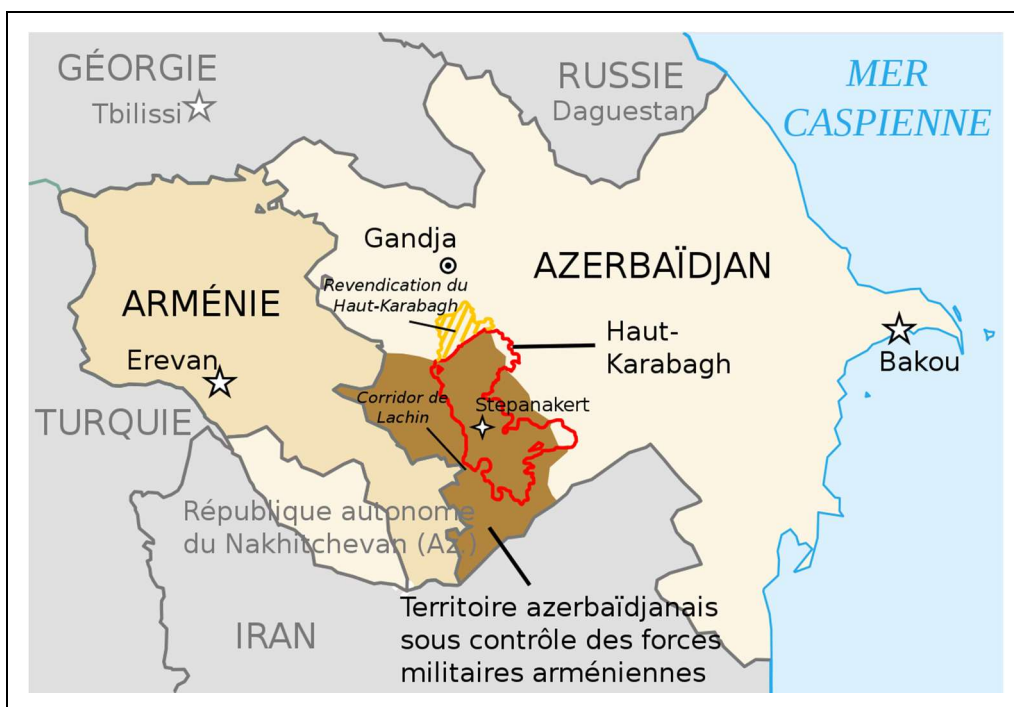 GÉORGIE
Tbilissi
RUSSIE
Daguestan
MER
CASPIENNE
Gandja
AZERBAÏDJAN
Revendication du
Haut-Karabagh
ARMÉNIE
Haut-
Karabagh
Erevan
Bakou
Corridor de
Lachin
Stepanakert
TURQUIE
République autonome
du Nakhitchevan (Az.)
Territoire azerbaïdjanais
sous contrôle des forces
militaires arméniennes
IRAN